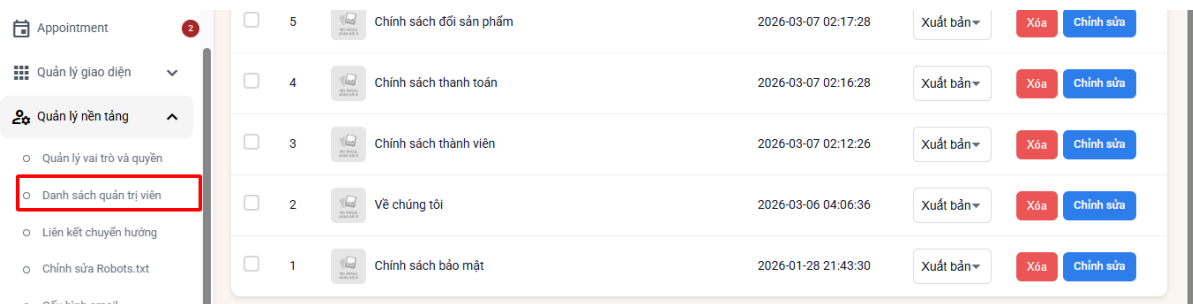 Appointment 2
Quản lý giao diện
Quản lý nền tảng
Quản lý vai trò và quyền
Danh sách quản trị viên
Liên kết chuyển hướng
Chỉnh sửa Robots.txt
5 Chính sách đổi sản phẩm 2026-03-07 02:17:28 Xuất bản Xóa Chỉnh sửa
4 Chính sách thanh toán 2026-03-07 02:16:28 Xuất bản Xóa Chỉnh sửa
3 Chính sách thành viên 2026-03-07 02:12:26 Xuất bản Xóa Chỉnh sửa
2 Về chúng tôi 2026-03-06 04:06:36 Xuất bản Xóa Chỉnh sửa
1 Chính sách bảo mật 2026-01-28 21:43:30 Xuất bản Xóa Chỉnh sửa